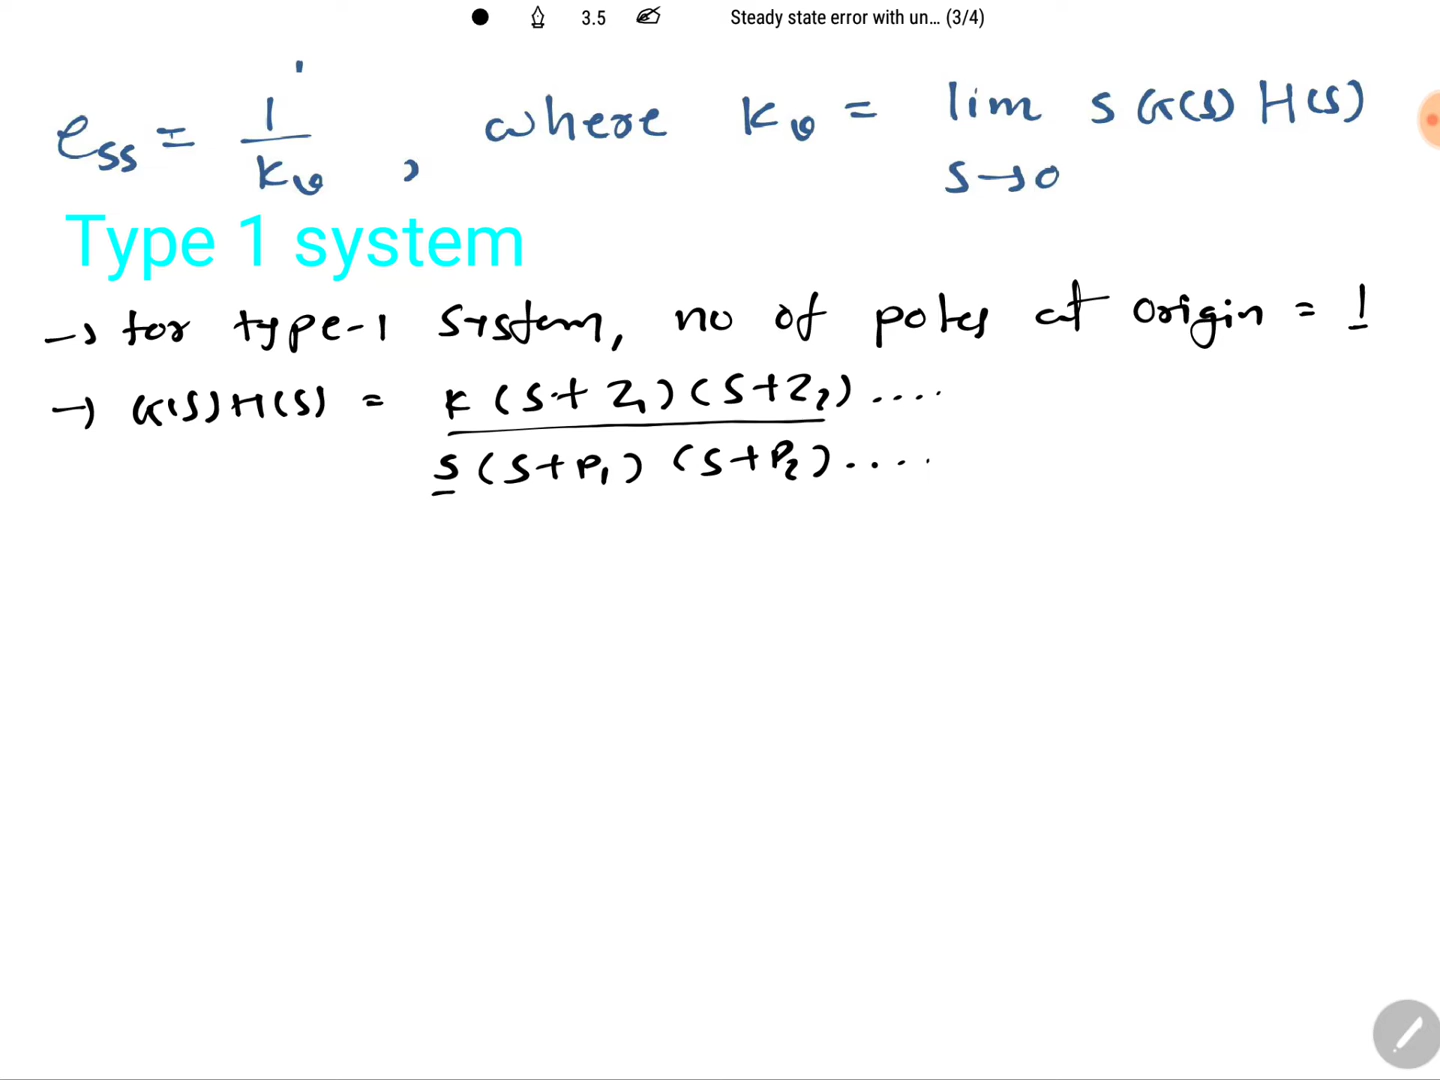 3.5 Steady state error with un... (3/4)
ess = 1/Kv , where Kv = lim s→0 s G(s) H(s)
Type 1 system
→ for type-1 system, no of poles at origin = 1
→ G(s)H(s) = K(s+Z1)(s+Z2).... / s(s+P1)(s+P2)....